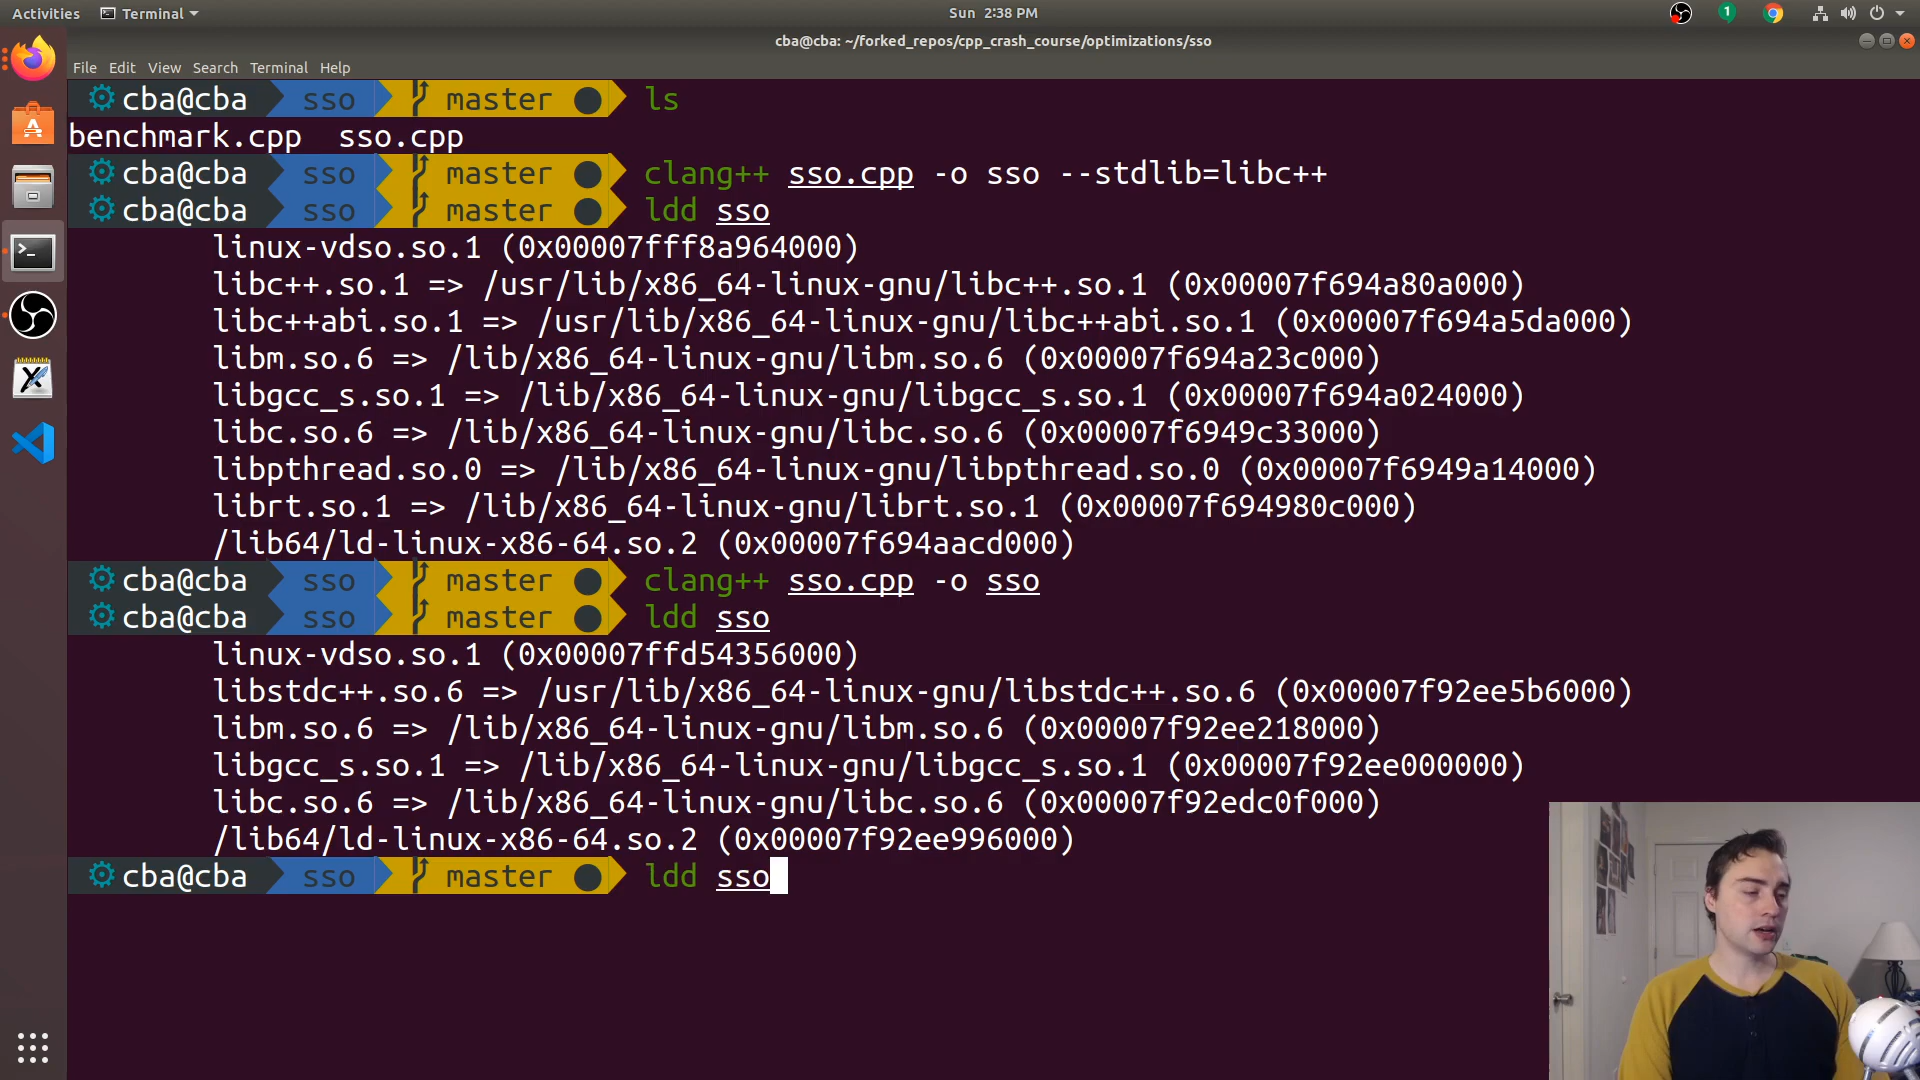 Activities Terminal Sun 2:38 PM 1
cba@cba: ~/forked_repos/cpp_crash_course/optimizations/sso
File Edit View Search Terminal Help
cba@cba sso master ls
benchmark.cpp sso.cpp
cba@cba sso master clang++ sso.cpp -o sso --stdlib=libc++
cba@cba sso master ldd sso
linux-vdso.so.1 (0x00007fff8a964000)
libc++.so.1 => /usr/lib/x86_64-linux-gnu/libc++.so.1 (0x00007f694a80a000)
libc++abi.so.1 => /usr/lib/x86_64-linux-gnu/libc++abi.so.1 (0x00007f694a5da000)
libm.so.6 => /lib/x86_64-linux-gnu/libm.so.6 (0x00007f694a23c000)
libgcc_s.so.1 => /lib/x86_64-linux-gnu/libgcc_s.so.1 (0x00007f694a024000)
libc.so.6 => /lib/x86_64-linux-gnu/libc.so.6 (0x00007f6949c33000)
libpthread.so.0 => /lib/x86_64-linux-gnu/libpthread.so.0 (0x00007f6949a14000)
librt.so.1 => /lib/x86_64-linux-gnu/librt.so.1 (0x00007f694980c000)
/lib64/ld-linux-x86-64.so.2 (0x00007f694aacd000)
cba@cba sso master clang++ sso.cpp -o sso
cba@cba sso master ldd sso
linux-vdso.so.1 (0x00007ffd54356000)
libstdc++.so.6 => /usr/lib/x86_64-linux-gnu/libstdc++.so.6 (0x00007f92ee5b6000)
libm.so.6 => /lib/x86_64-linux-gnu/libm.so.6 (0x00007f92ee218000)
libgcc_s.so.1 => /lib/x86_64-linux-gnu/libgcc_s.so.1 (0x00007f92ee000000)
libc.so.6 => /lib/x86_64-linux-gnu/libc.so.6 (0x00007f92edc0f000)
/lib64/ld-linux-x86-64.so.2 (0x00007f92ee996000)
cba@cba sso master ldd sso